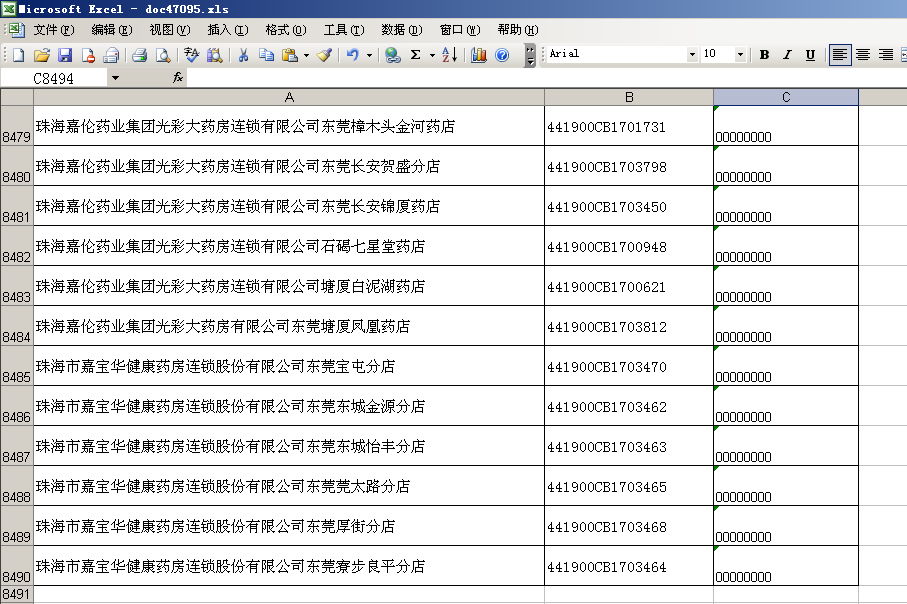 Microsoft Excel - doc47095.xls
文件(F) 编辑(E) 视图(V) 插入(I) 格式(O) 工具(T) 数据(D) 窗口(W) 帮助(H)
Arial 10 B I U
C8494 fx
A B C
8479 珠海嘉伦药业集团光彩大药房连锁有限公司东莞樟木头金河药店 441900CB1701731 00000000
8480 珠海嘉伦药业集团光彩大药房连锁有限公司东莞长安贺盛分店 441900CB1703798 00000000
8481 珠海嘉伦药业集团光彩大药房连锁有限公司东莞长安锦厦药店 441900CB1703450 00000000
8482 珠海嘉伦药业集团光彩大药房连锁有限公司石碣七星堂药店 441900CB1700948 00000000
8483 珠海嘉伦药业集团光彩大药房连锁有限公司塘厦白泥湖药店 441900CB1700621 00000000
8484 珠海嘉伦药业集团光彩大药房有限公司东莞塘厦凤凰药店 441900CB1703812 00000000
8485 珠海市嘉宝华健康药房连锁股份有限公司东莞宝屯分店 441900CB1703470 00000000
8486 珠海市嘉宝华健康药房连锁股份有限公司东莞东城金源分店 441900CB1703462 00000000
8487 珠海市嘉宝华健康药房连锁股份有限公司东莞东城怡丰分店 441900CB1703463 00000000
8488 珠海市嘉宝华健康药房连锁股份有限公司东莞莞太路分店 441900CB1703465 00000000
8489 珠海市嘉宝华健康药房连锁股份有限公司东莞厚街分店 441900CB1703468 00000000
8490 珠海市嘉宝华健康药房连锁股份有限公司东莞寮步良平分店 441900CB1703464 00000000
8491